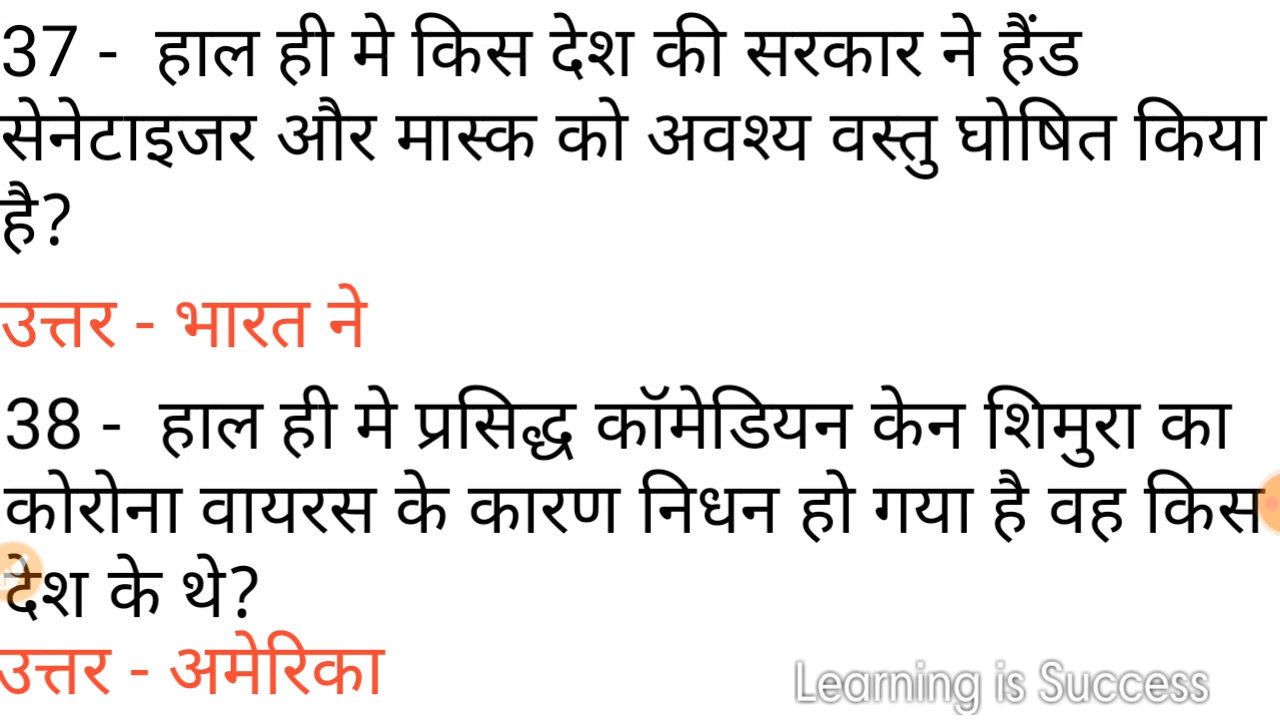 37 -  हाल ही मे किस देश की सरकार ने हैंड
सेनेटाइजर और मास्क को अवश्य वस्तु घोषित किया
है?
उत्तर - भारत ने
38 -  हाल ही मे प्रसिद्ध कॉमेडियन केन शिमुरा का
कोरोना वायरस के कारण निधन हो गया है वह किस
देश के थे?
उत्तर - अमेरिका
Learning is Success